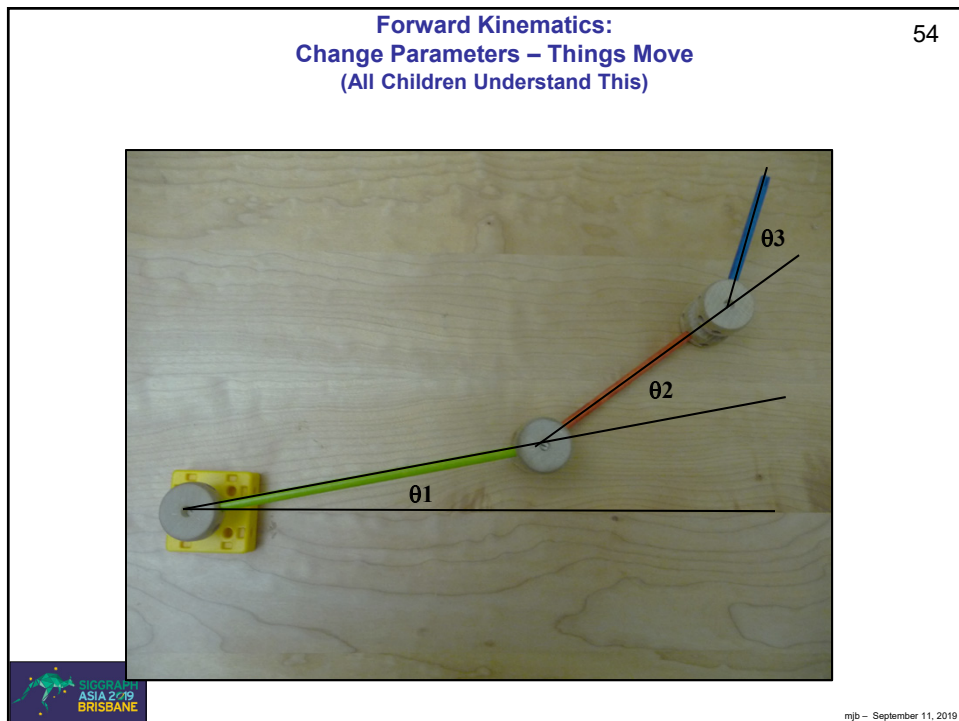 Forward Kinematics:
Change Parameters – Things Move
(All Children Understand This)
54
θ3
θ2
θ1
SIGGRAPH
ASIA 2019
BRISBANE
mjb – September 11, 2019